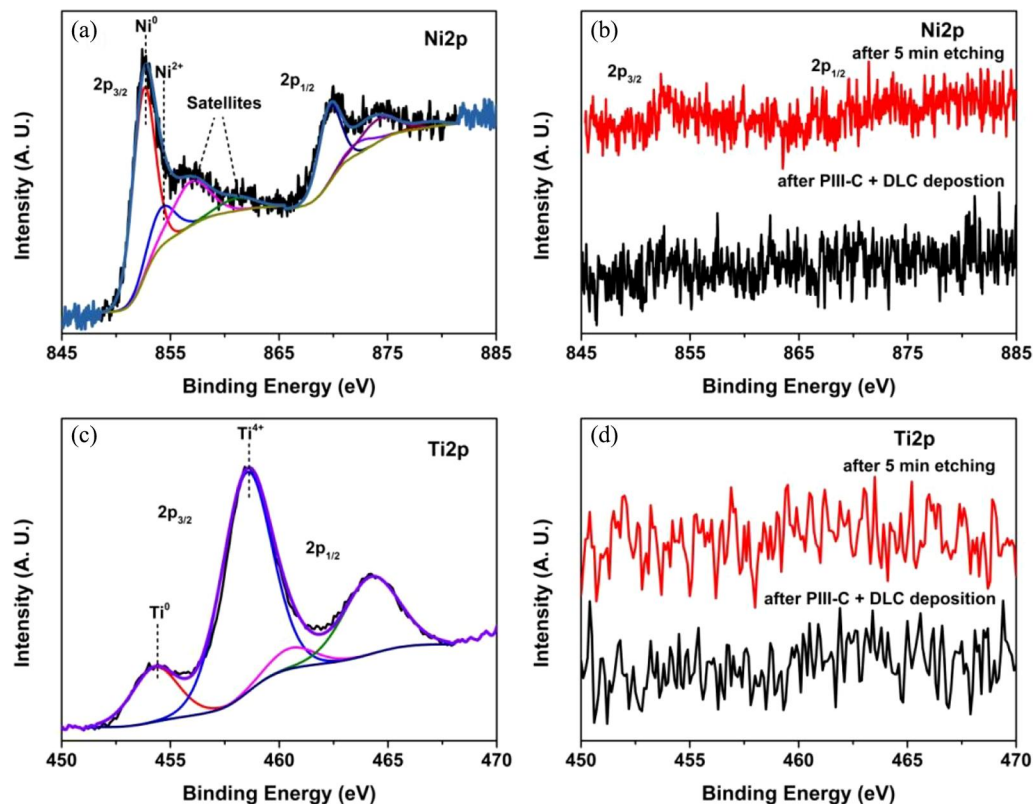 (a)
Ni⁰
Ni2p
Ni²⁺
2p₃/₂
2p₁/₂
Satellites
Intensity (A. U.)
845 855 865 875 885
Binding Energy (eV)
(b)
Ni2p
after 5 min etching
2p₃/₂
2p₁/₂
after PIII-C + DLC depostion
Intensity (A. U.)
845 855 865 875 885
Binding Energy (eV)
(c)
Ti⁴⁺
Ti2p
2p₃/₂
2p₁/₂
Ti⁰
Intensity (A. U.)
450 455 460 465 470
Binding Energy (eV)
(d)
Ti2p
after 5 min etching
after PIII-C + DLC deposition
Intensity (A. U.)
450 455 460 465 470
Binding Energy (eV)